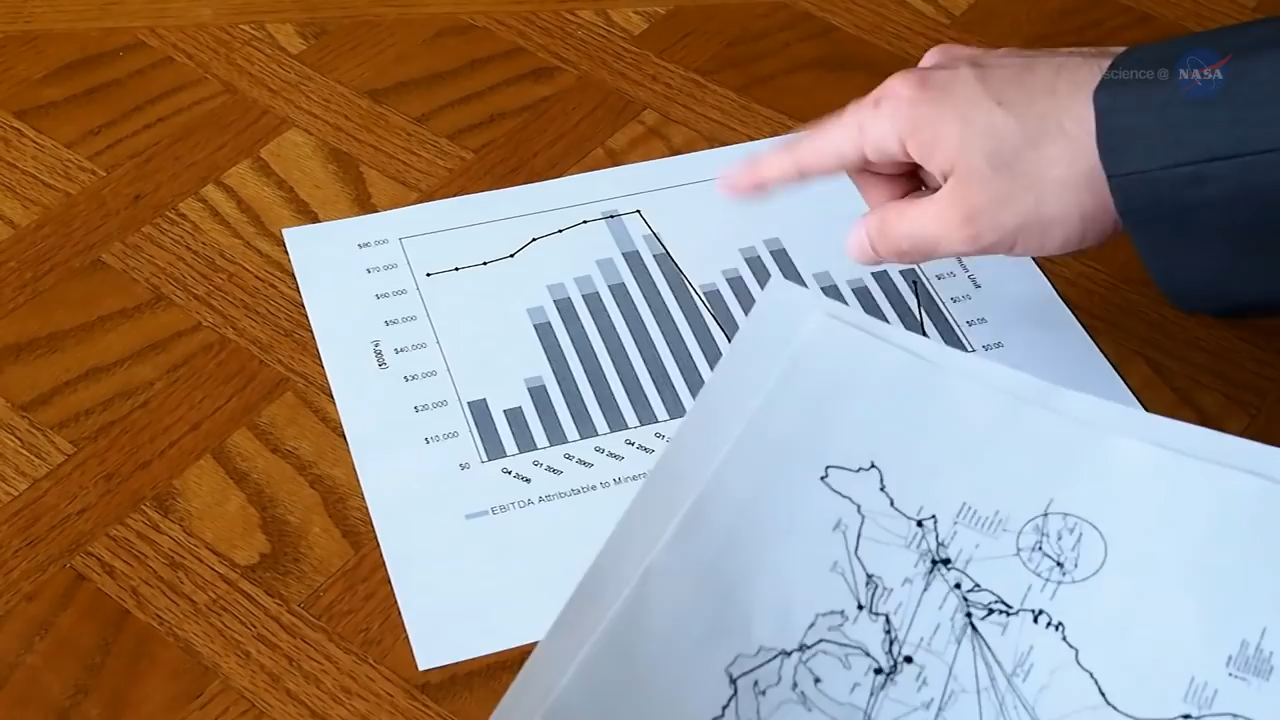 science @ NASA
$80,000
$70,000
$60,000
$50,000
$40,000
$30,000
$20,000
$10,000
$0
($000's)
Q4 2006
Q1 2007
Q2 2007
Q3 2007
Q4 2007
EBITDA Attributable to
Unit
$0.15
$0.10
$0.05
$0.00